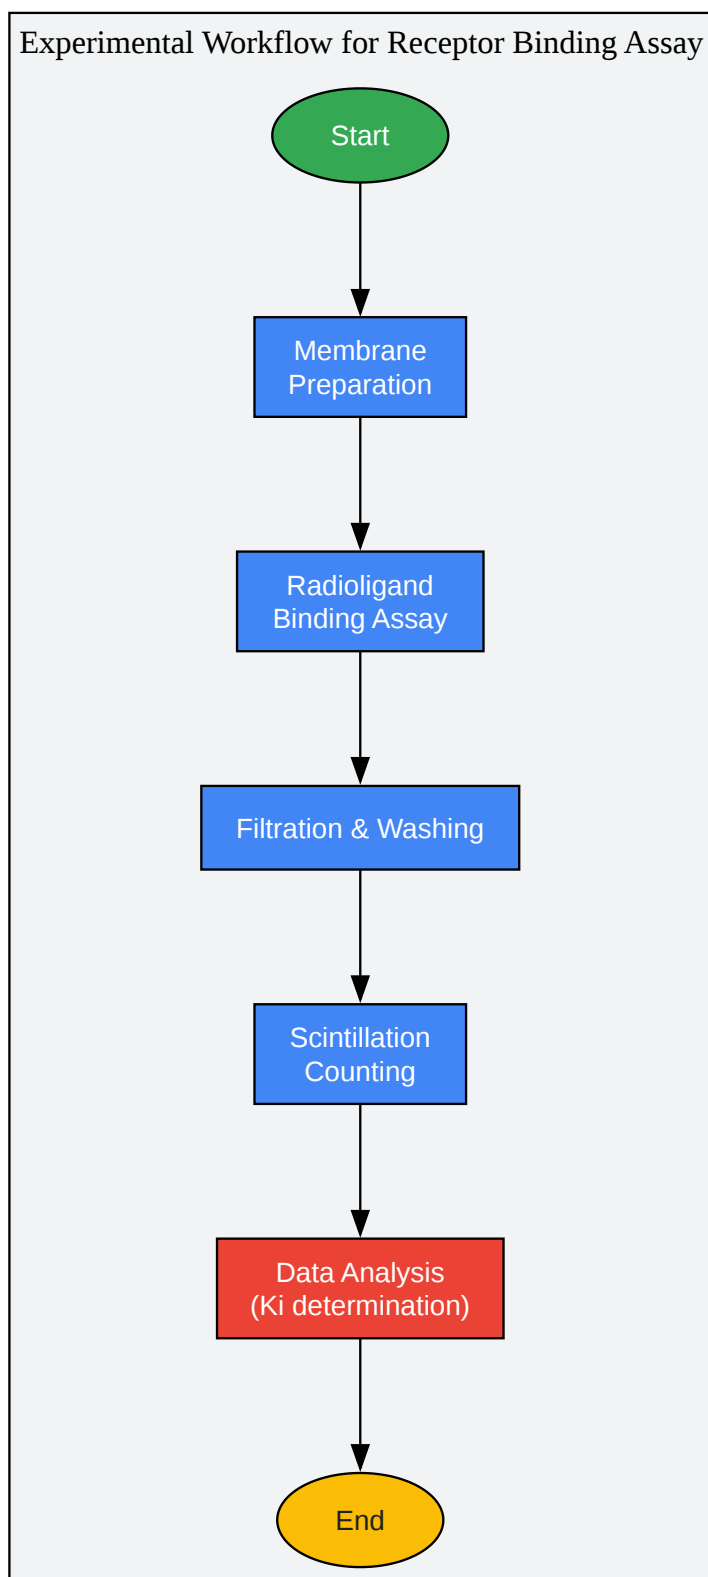 Experimental Workflow for Receptor Binding Assay
Start
Membrane
Preparation
Radioligand
Binding Assay
Filtration & Washing
Scintillation
Counting
Data Analysis
(Ki determination)
End